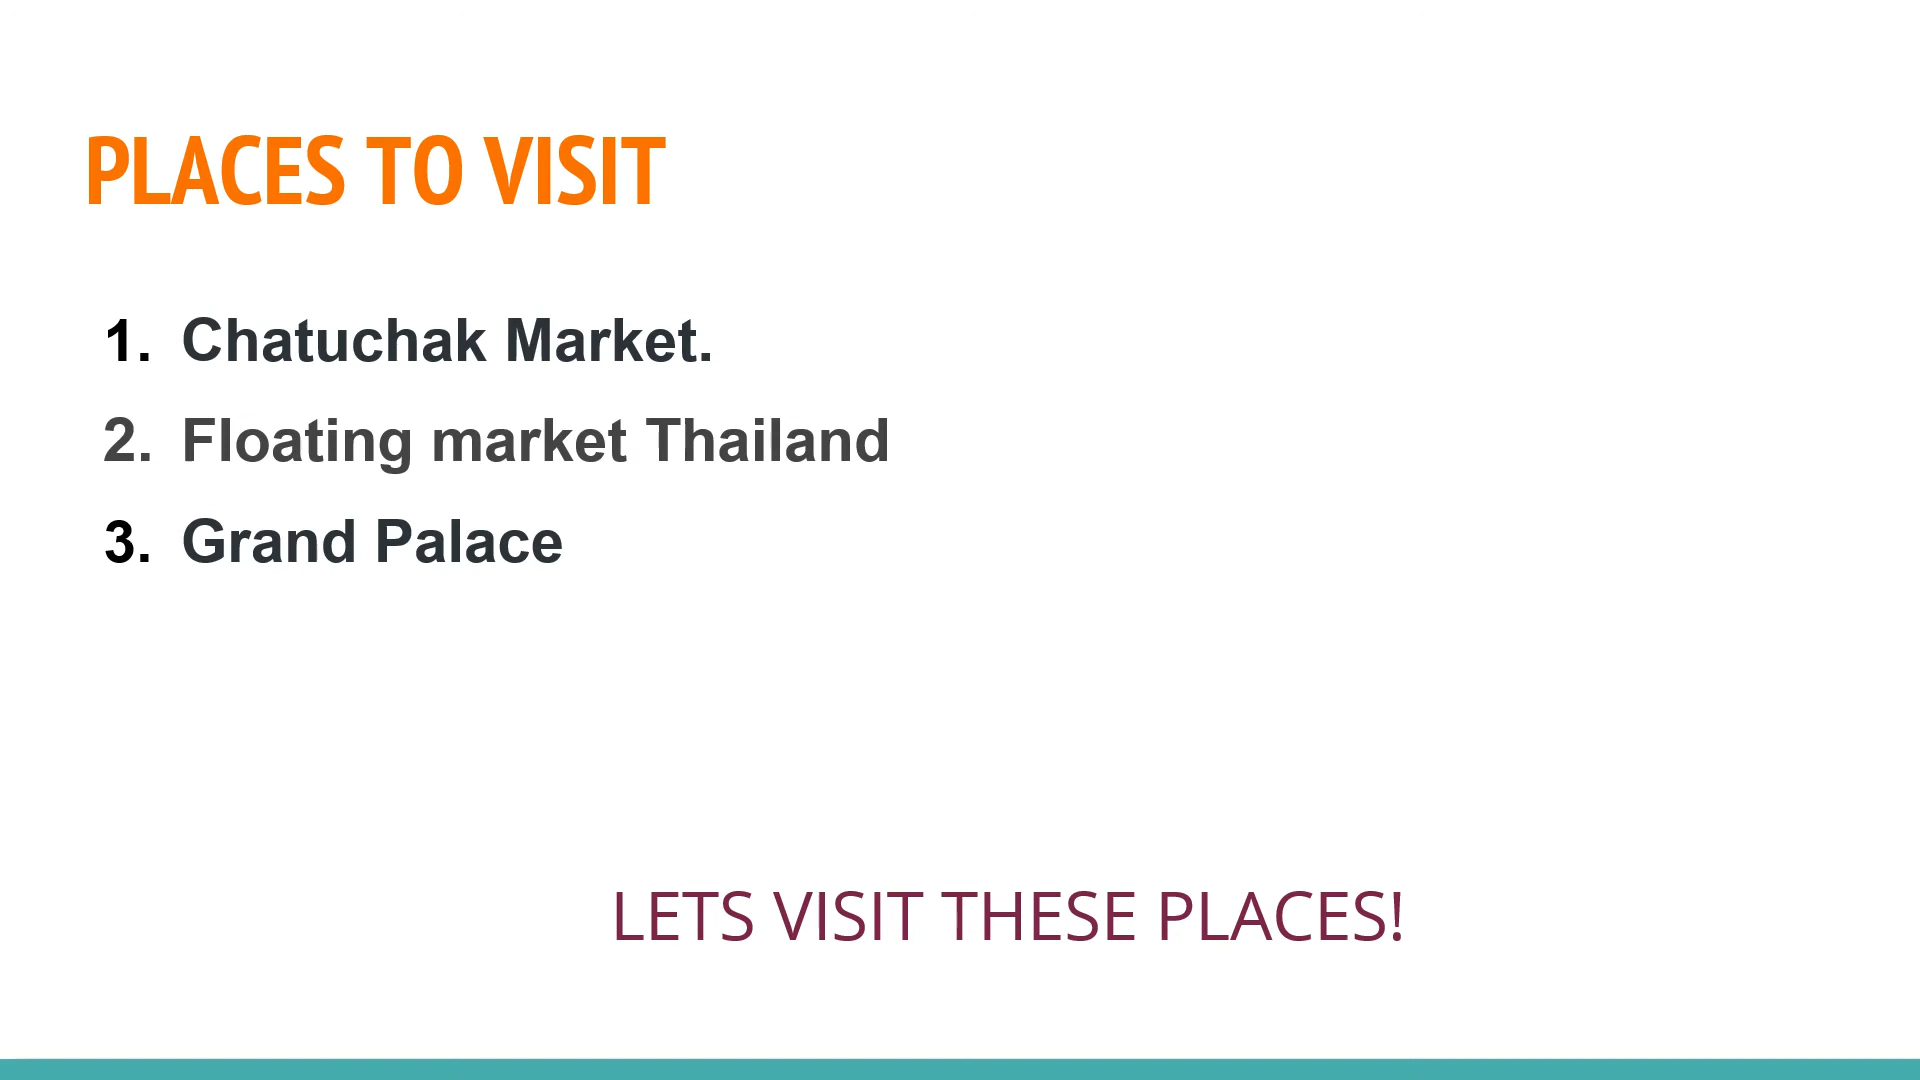 PLACES TO VISIT
1. Chatuchak Market.
2. Floating market Thailand
3. Grand Palace
LETS VISIT THESE PLACES!